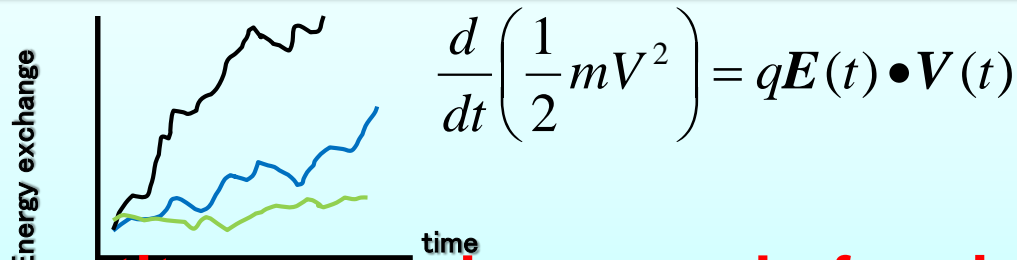 Energy exchange
d/dt (1/2 mV²) = qE(t)•V(t)
time